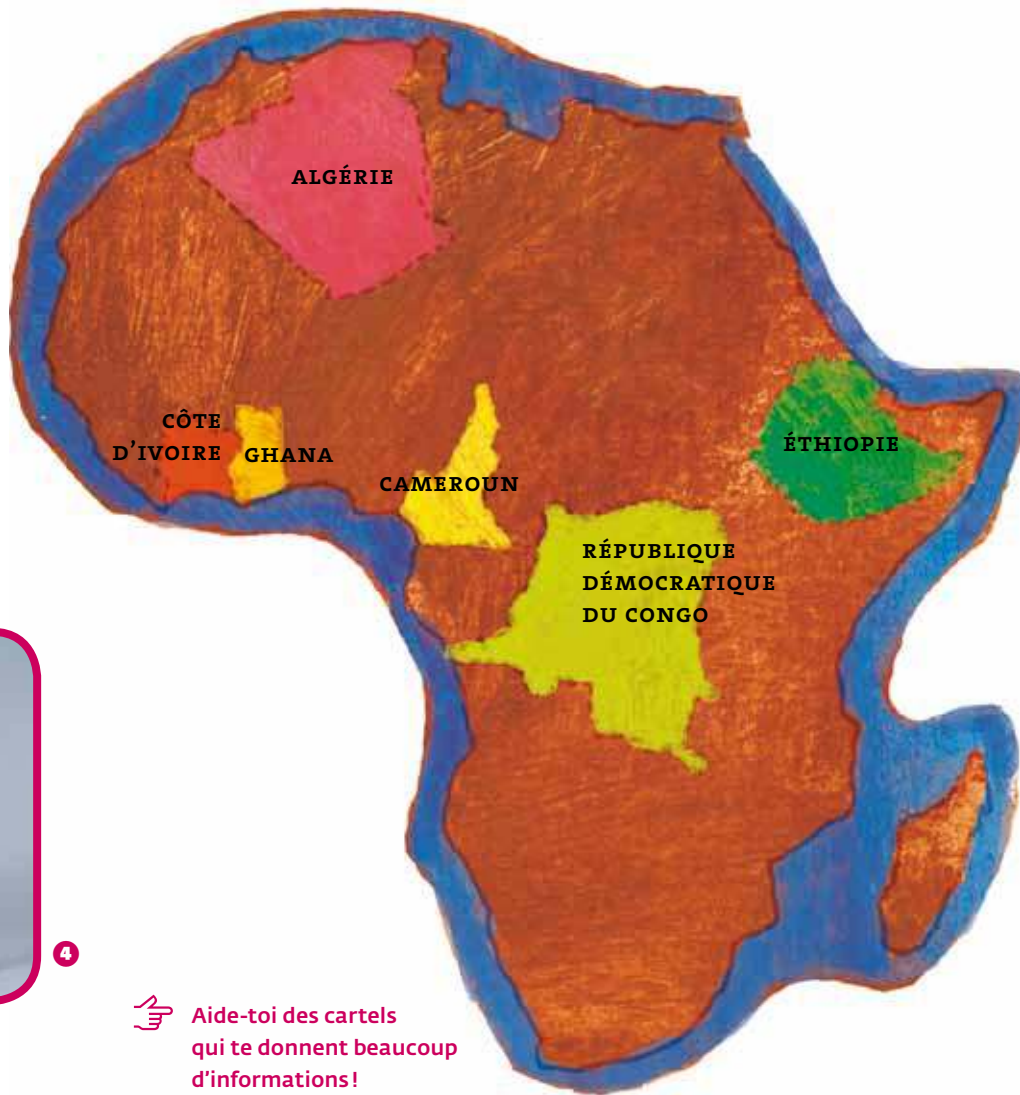 ALGÉRIE
CÔTE
D'IVOIRE
GHANA
CAMEROUN
ÉTHIOPIE
RÉPUBLIQUE
DÉMOCRATIQUE
DU CONGO
4
Aide-toi des cartels
qui te donnent beaucoup
d'informations!